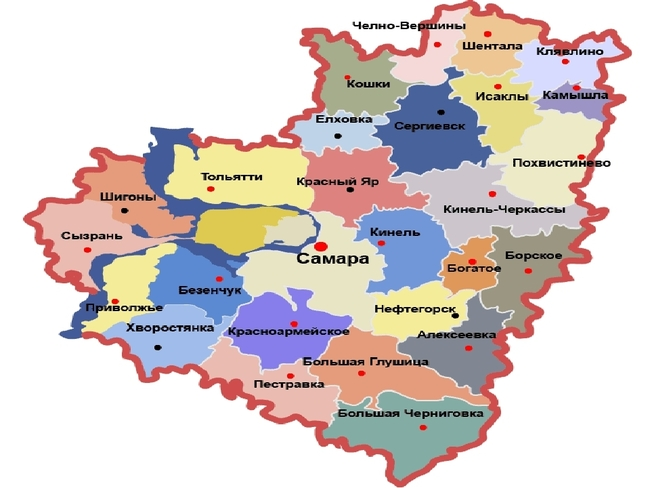 Челно-Вершины
Шентала
Клявлино
Кошки
Исаклы
Камышла
Елховка
Сергиевск
Похвистинево
Тольятти
Красный Яр
Шигоны
Кинель-Черкассы
Сызрань
Кинель
Самара
Борское
Богатое
Безенчук
Приволжье
Нефтегорск
Хворостянка
Красноармейское
Алексеевка
Большая Глушица
Пестравка
Большая Черниговка